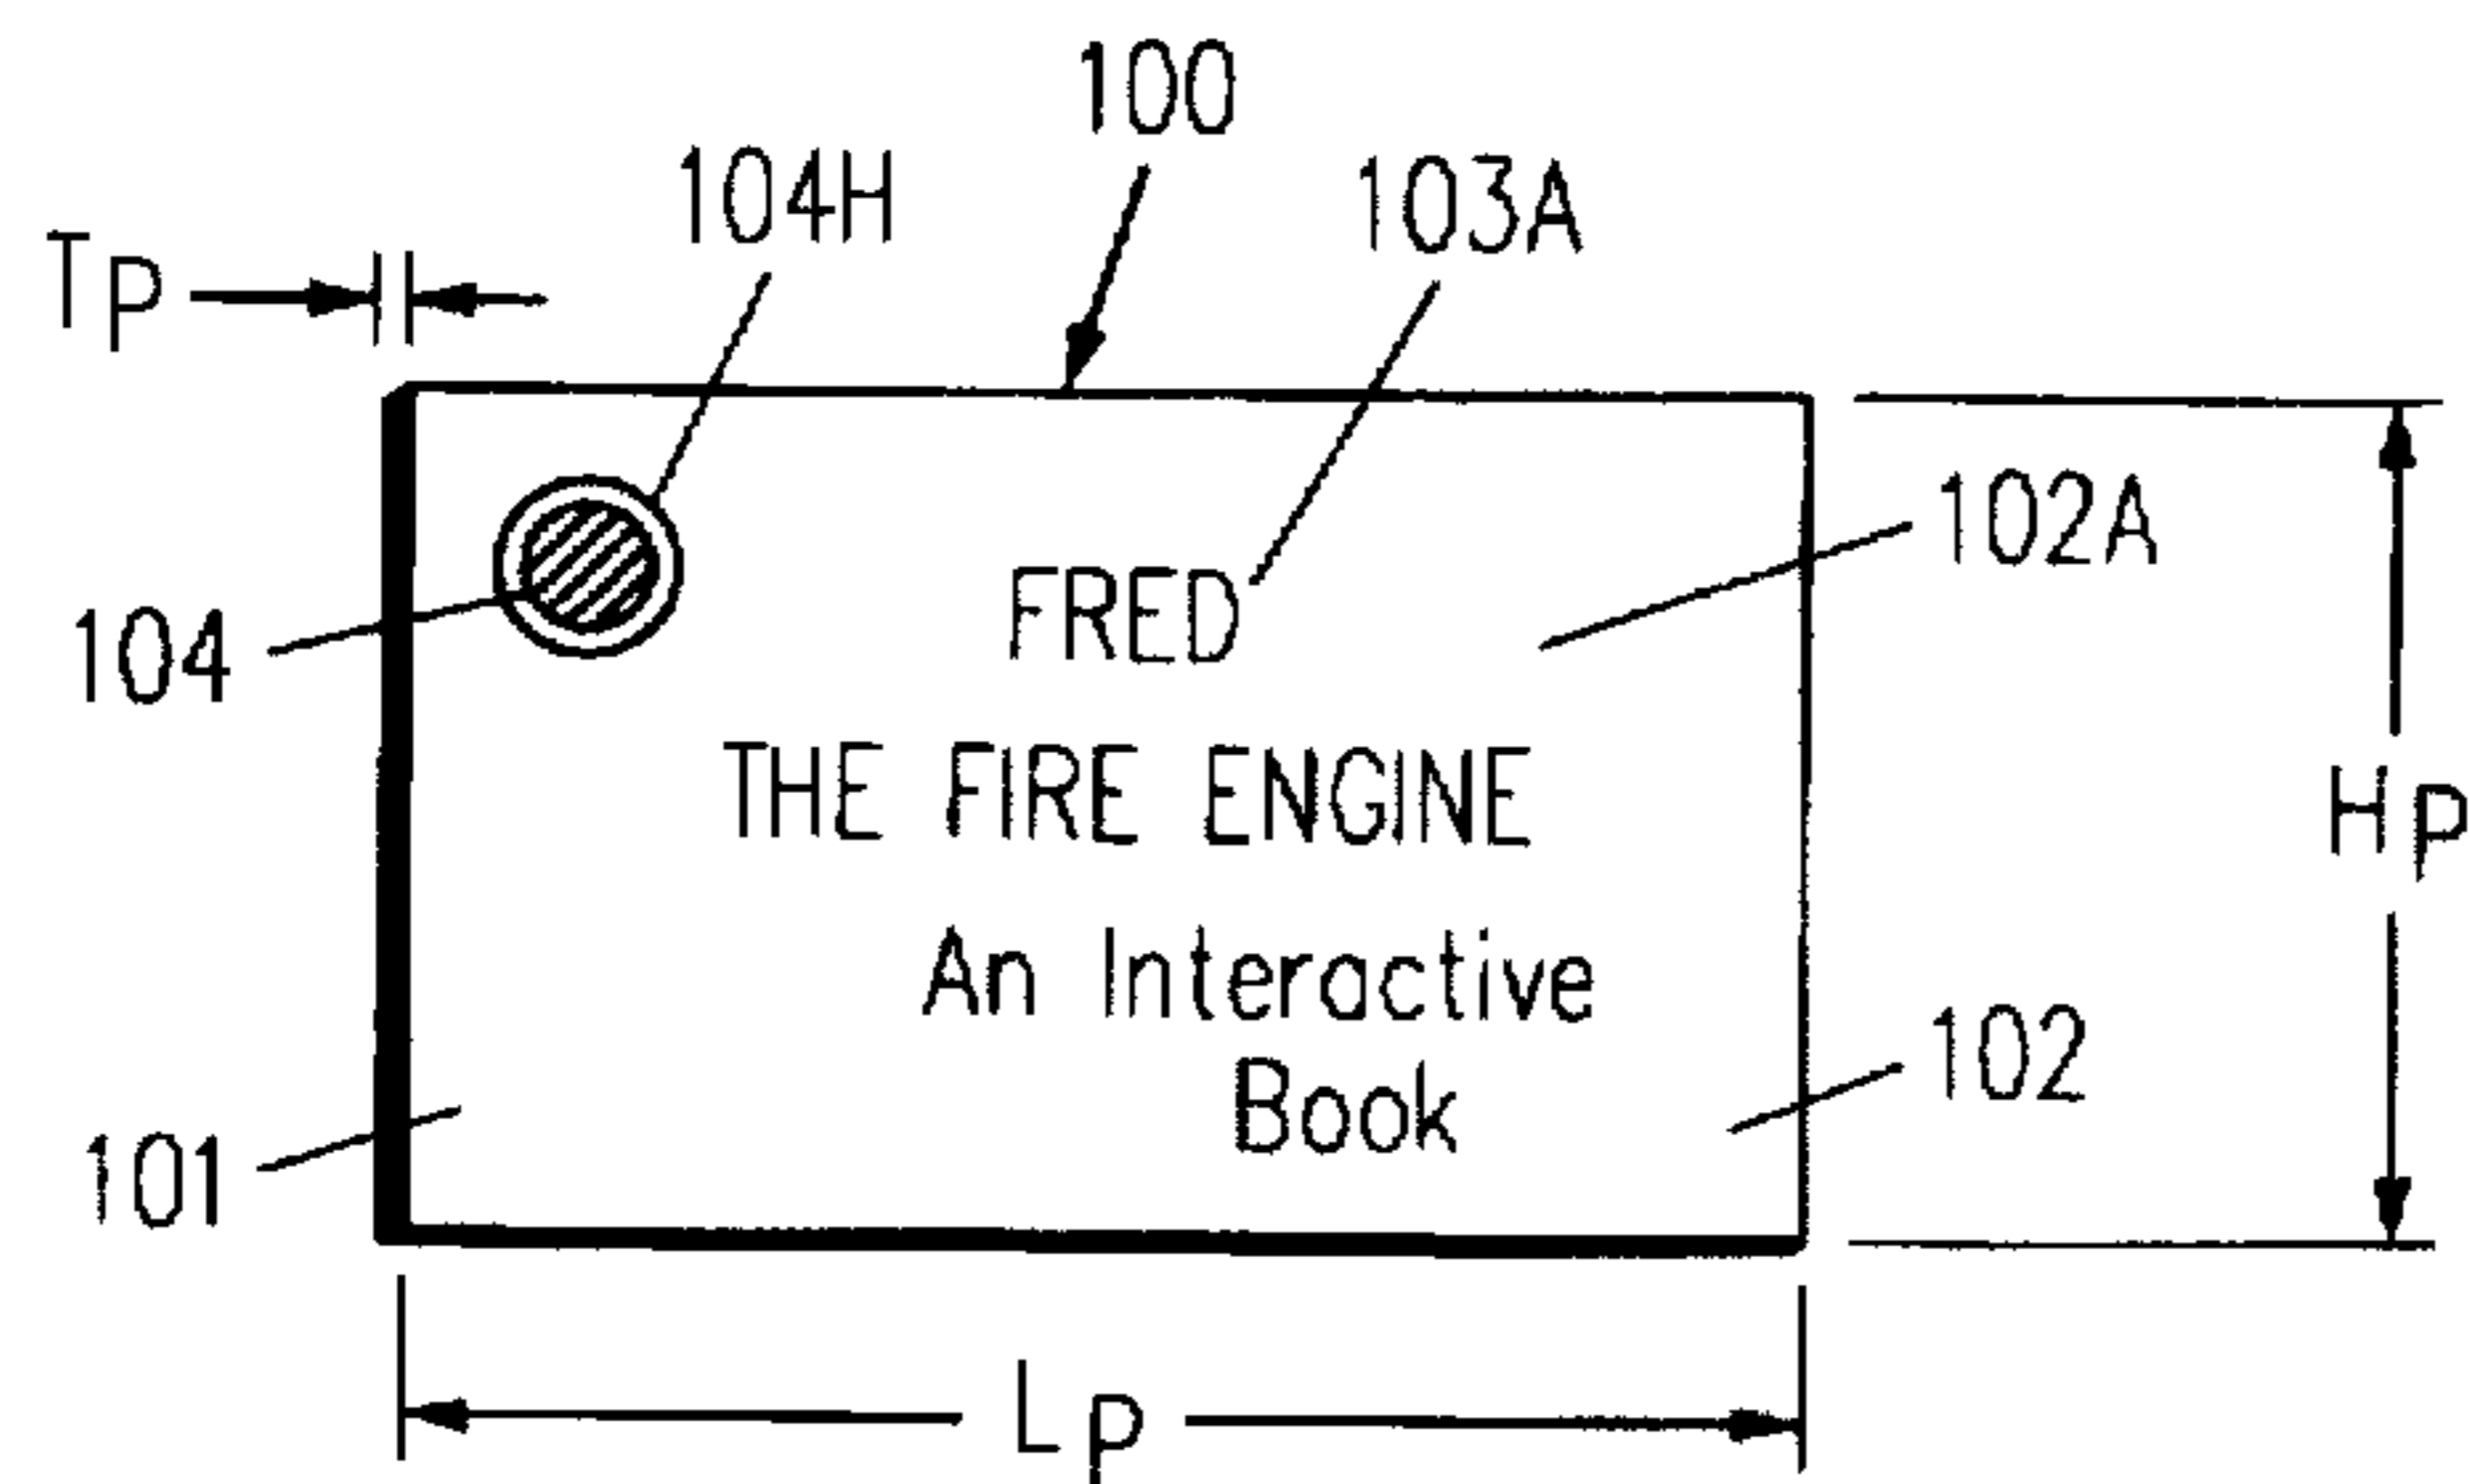 100
104H
103A
TP
102A
104
FRED
THE FIRE ENGINE
HP
An Interactive
102
Book
101
LP